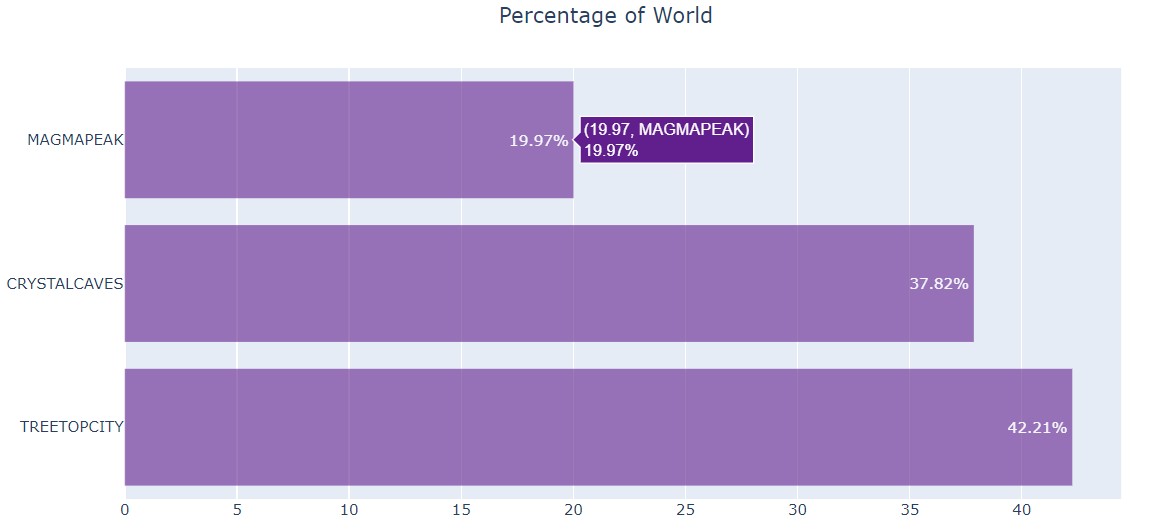 Percentage of World
MAGMAPEAK
19.97%
(19.97, MAGMAPEAK)
19.97%
CRYSTALCAVES
37.82%
TREETOPCITY
42.21%
0 5 10 15 20 25 30 35 40